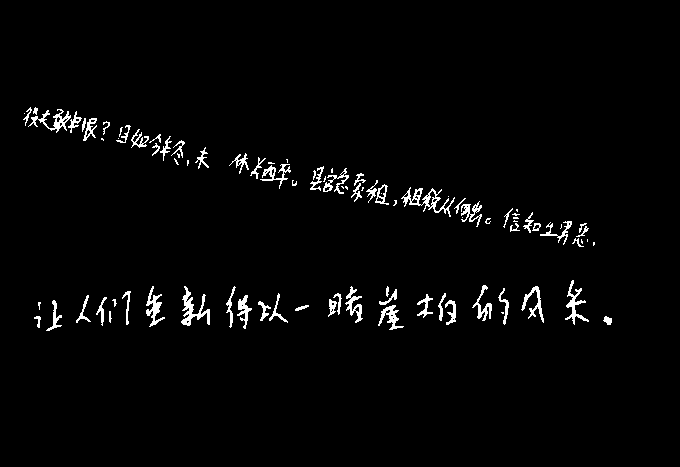 役夫敢申恨？且如今年冬,未 休关西卒。县官急索租,租税从何出。信知生男恶,
让人们重新得以一睹崖柏的风采。